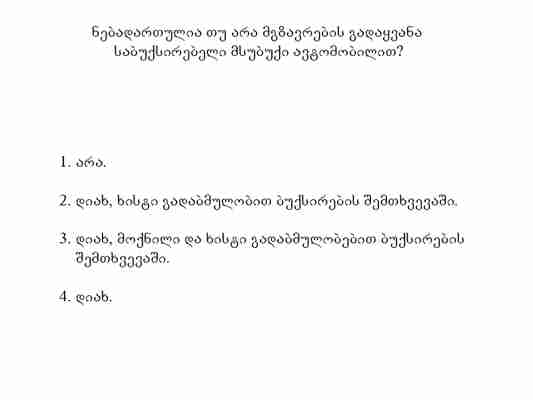 ნებადართულია თუ არა მგზავრების გადაყვანა
საბუქსირებელი მსუბუქი ავტომობილით?
1. არა.
2. დიახ, ხისტი გადაბმულობით ბუქსირების შემთხვევაში.
3. დიახ, მოქნილი და ხისტი გადაბმულობებით ბუქსირების
შემთხვევაში.
4. დიახ.